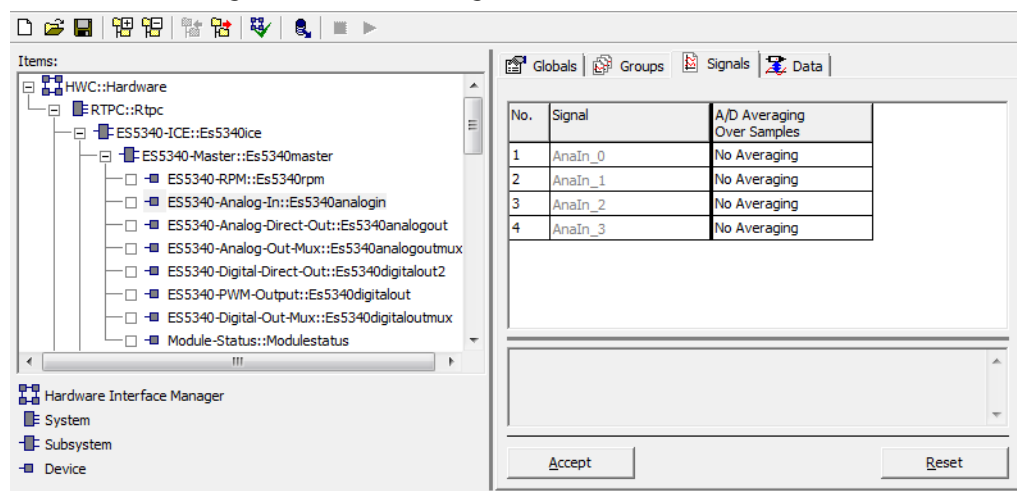 Items:
HWC::Hardware
RTPC::Rtpc
ES5340-ICE::Es5340ice
ES5340-Master::Es5340master
ES5340-RPM::Es5340rpm
ES5340-Analog-In::Es5340analogin
ES5340-Analog-Direct-Out::Es5340analogout
ES5340-Analog-Out-Mux::Es5340analogoutmux
ES5340-Digital-Direct-Out::Es5340digitalout2
ES5340-PWM-Output::Es5340digitalout
ES5340-Digital-Out-Mux::Es5340digitaloutmux
Module-Status::Modulestatus
Hardware Interface Manager
System
Subsystem
Device
Globals Groups Signals Data
No. Signal A/D Averaging
Over Samples
1 AnaIn_0 No Averaging
2 AnaIn_1 No Averaging
3 AnaIn_2 No Averaging
4 AnaIn_3 No Averaging
Accept Reset